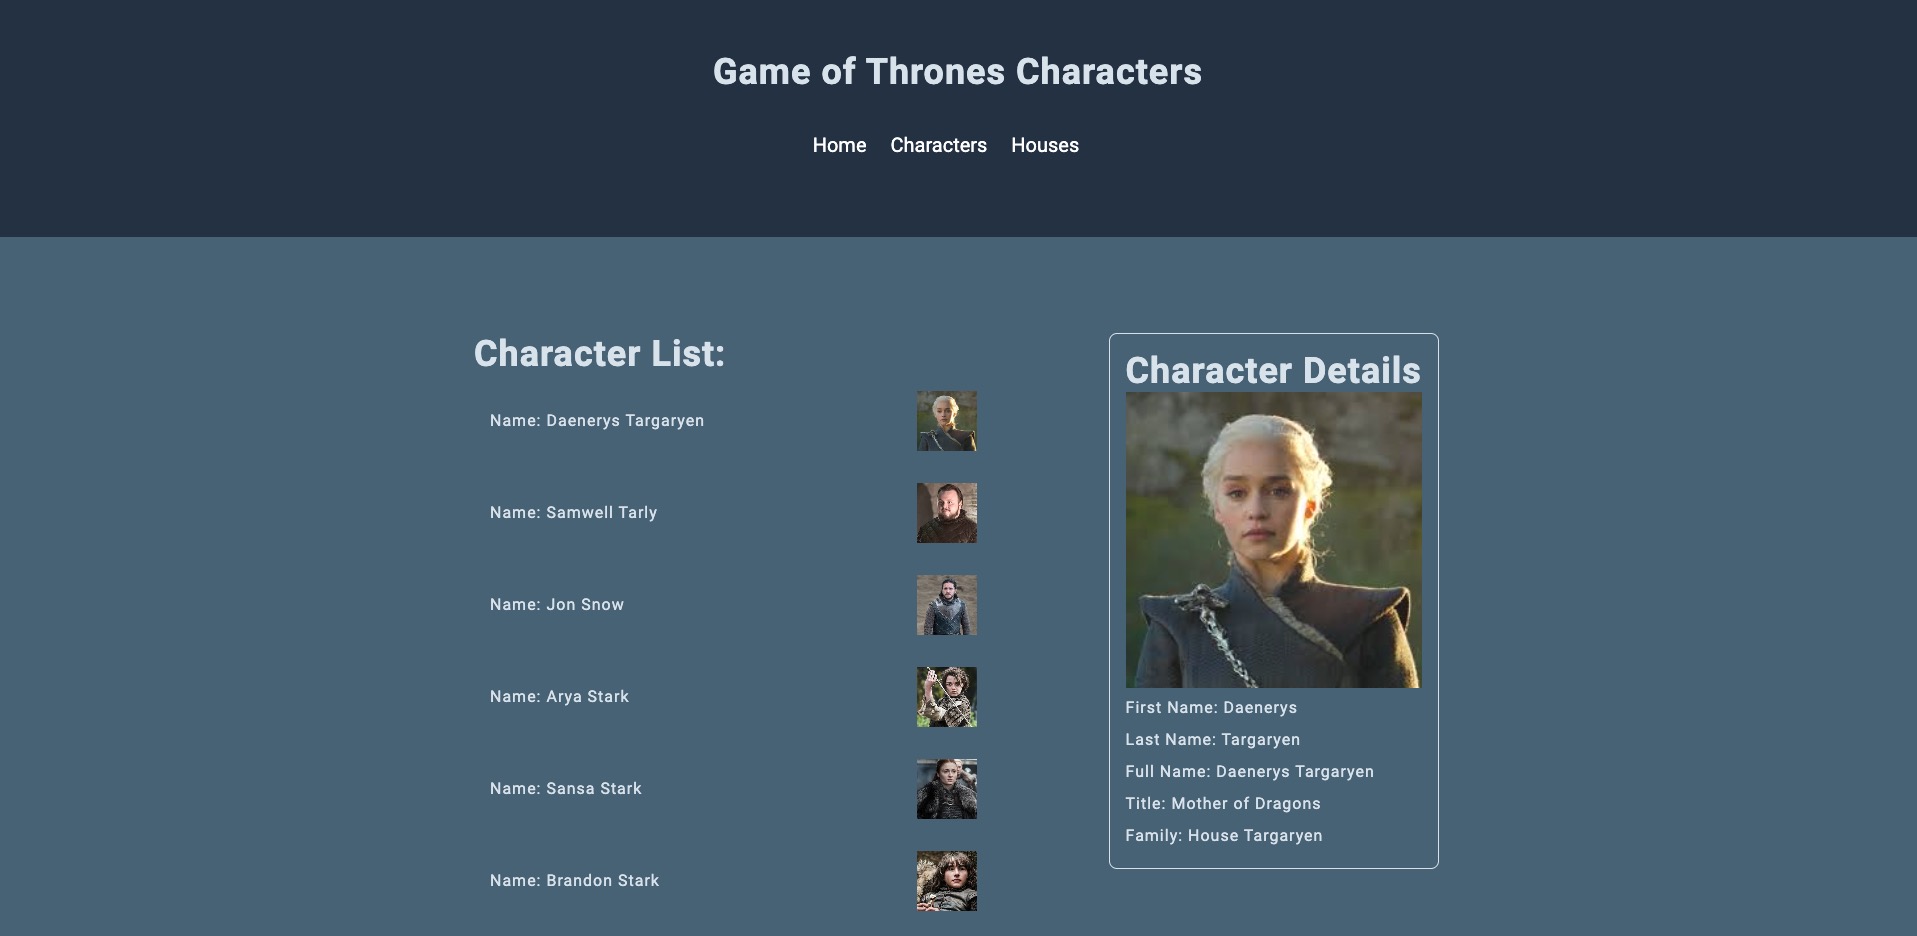 Game of Thrones Characters
Home Characters Houses
Character List:
Name: Daenerys Targaryen
Name: Samwell Tarly
Name: Jon Snow
Name: Arya Stark
Name: Sansa Stark
Name: Brandon Stark
Character Details
First Name: Daenerys
Last Name: Targaryen
Full Name: Daenerys Targaryen
Title: Mother of Dragons
Family: House Targaryen